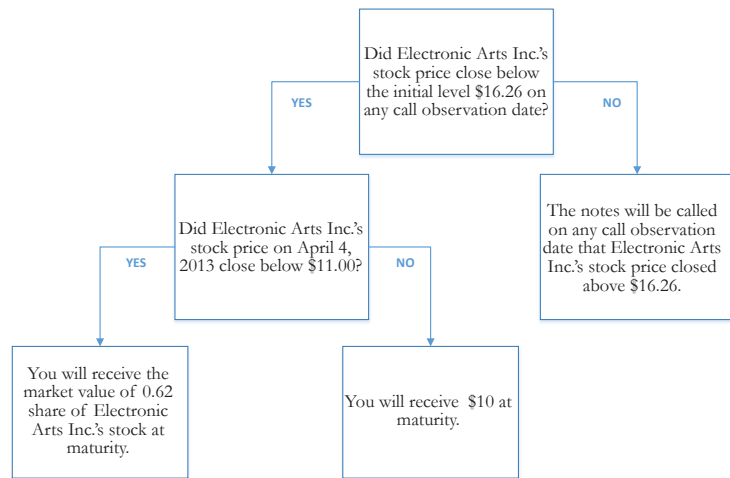 Did Electronic Arts Inc.'s
stock price close below
the initial level $16.26 on
any call observation date?
YES
NO
Did Electronic Arts Inc.'s
stock price on April 4,
2013 close below $11.00?
The notes will be called
on any call observation
date that Electronic Arts
Inc.'s stock price closed
above $16.26.
YES
NO
You will receive the
market value of 0.62
share of Electronic
Arts Inc.'s stock at
maturity.
You will receive $10 at
maturity.